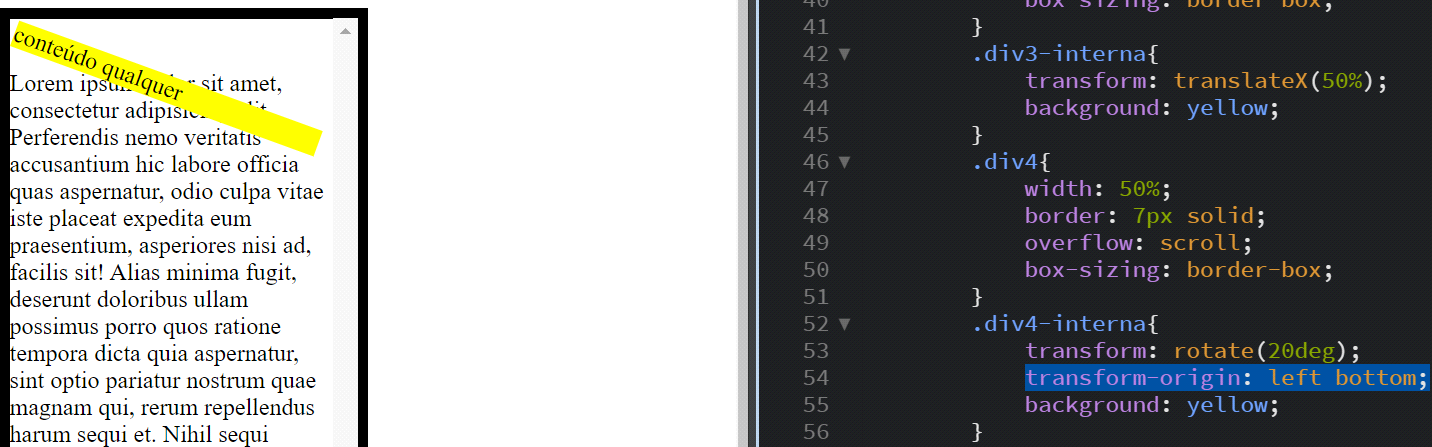 conteúdo qualquer
Lorem ipsum sit amet,
consectetur adipisici
Perferendis nemo veritatis
accusantium hic labore officia
quas aspernatur, odio culpa vitae
iste placeat expedita eum
praesentium, asperiores nisi ad,
facilis sit! Alias minima fugit,
deserunt doloribus ullam
possimus porro quos ratione
tempora dicta quia aspernatur,
sint optio pariatur nostrum quae
magnam qui, rerum repellendus
harum sequi et. Nihil sequi
40 box-sizing: border-box;
41 }
42 .div3-interna{
43 transform: translateX(50%);
44 background: yellow;
45 }
46 .div4{
47 width: 50%;
48 border: 7px solid;
49 overflow: scroll;
50 box-sizing: border-box;
51 }
52 .div4-interna{
53 transform: rotate(20deg);
54 transform-origin: left bottom;
55 background: yellow;
56 }